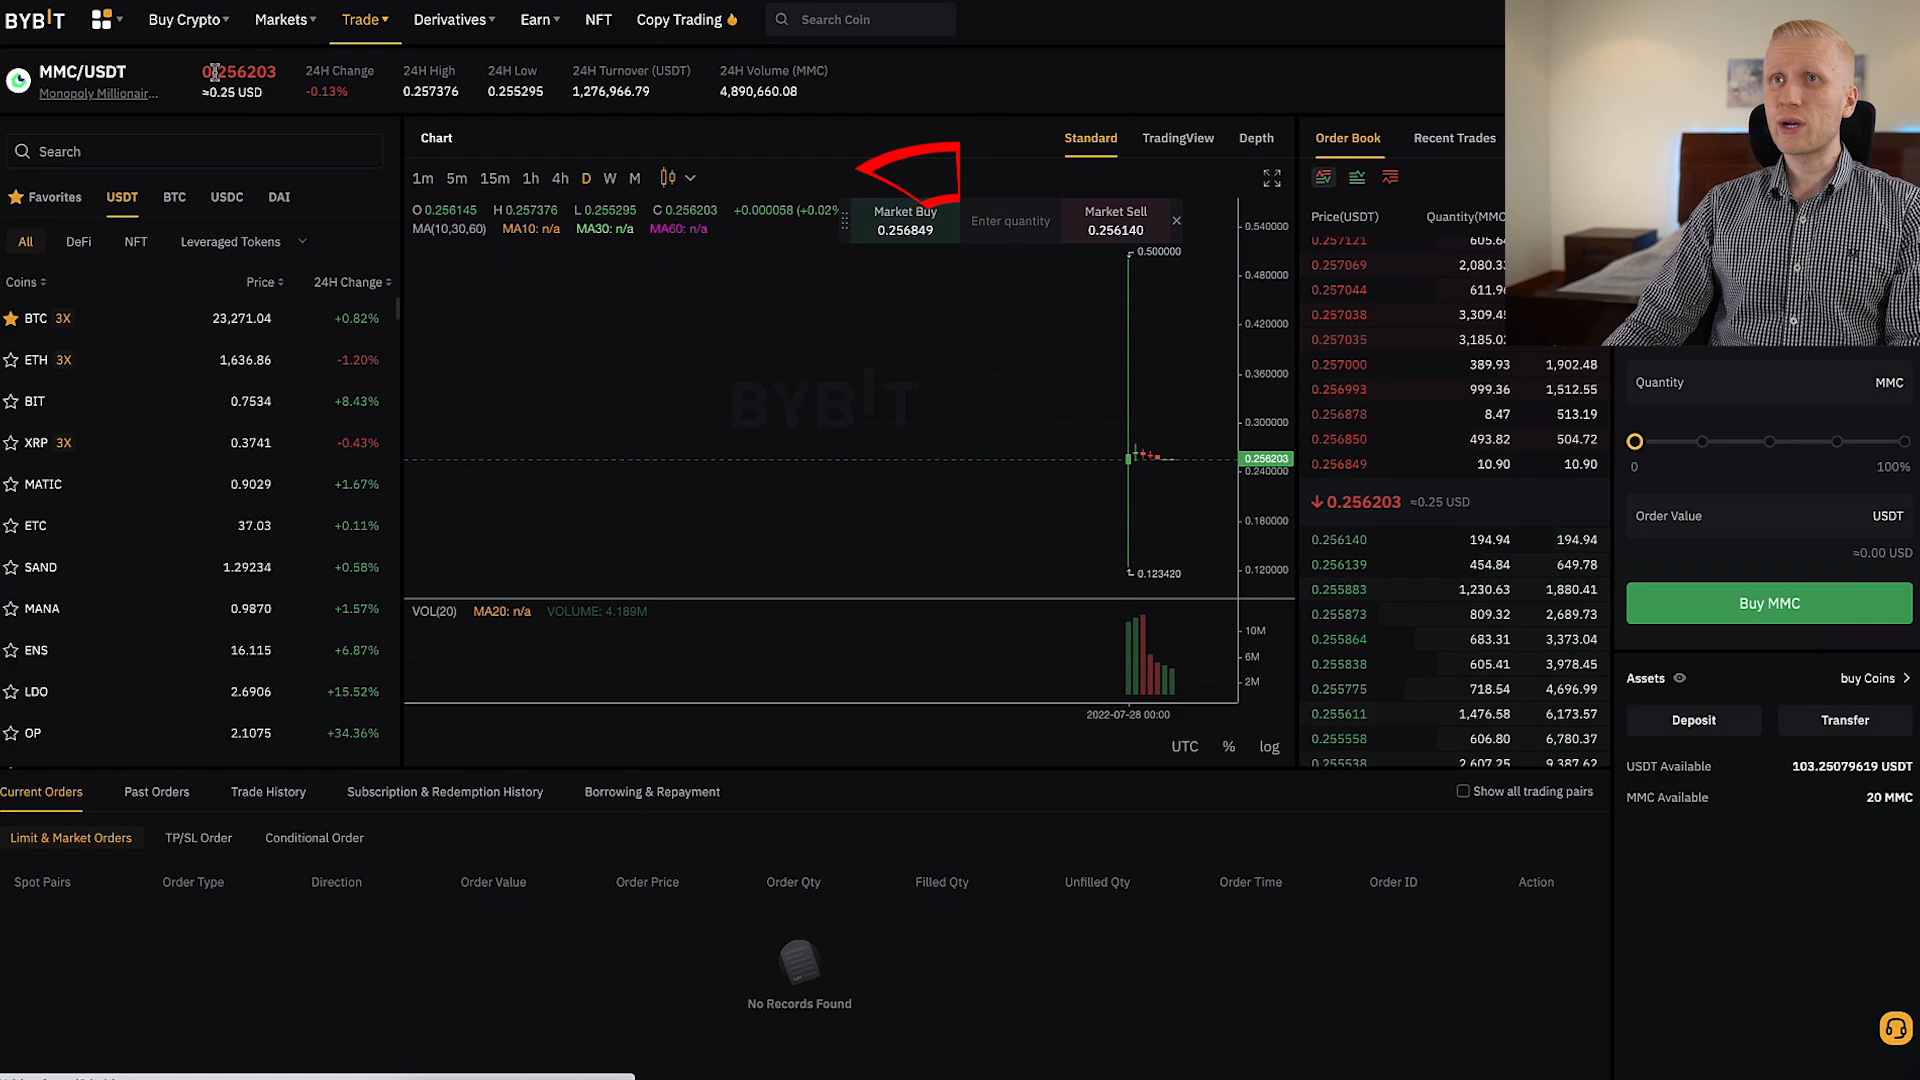 BYBIT Buy Crypto Markets Trade Derivatives Earn NFT Copy Trading Search Coin
MMC/USDT
Monopoly Millionair...
0.256203
≈0.25 USD
24H Change
-0.13%
24H High
0.257376
24H Low
0.255295
24H Turnover (USDT)
1,276,966.79
24H Volume (MMC)
4,890,660.08
Search
Favorites USDT BTC USDC DAI
All DeFi NFT Leveraged Tokens
Coins Price 24H Change
BTC 3X 23,271.04 +0.82%
ETH 3X 1,636.86 -1.20%
BIT 0.7534 +8.43%
XRP 3X 0.3741 -0.43%
MATIC 0.9029 +1.67%
ETC 37.03 +0.11%
SAND 1.29234 +0.58%
MANA 0.9870 +1.57%
ENS 16.115 +6.87%
LDO 2.6906 +15.52%
OP 2.1075 +34.36%
Chart Standard TradingView Depth
1m 5m 15m 1h 4h D W M
O 0.256145 H 0.257376 L 0.255295 C 0.256203 +0.000058 (+0.02%
MA(10,30,60) MA10: n/a MA30: n/a MA60: n/a
Market Buy
0.256849
Enter quantity
Market Sell
0.256140
0.500000
0.540000
0.480000
0.420000
0.360000
0.300000
0.256203
0.240000
0.180000
0.120000
0.123420
BYBIT
VOL(20) MA20: n/a VOLUME: 4.189M
10M
6M
2M
2022-07-28 00:00
UTC % log
Order Book Recent Trades
Price(USDT) Quantity(MMC
0.257121 605.6
0.257069 2,080.3
0.257044 611.9
0.257038 3,309.4
0.257035 3,185.0
0.257000 389.93 1,902.48
0.256993 999.36 1,512.55
0.256878 8.47 513.19
0.256850 493.82 504.72
0.256849 10.90 10.90
0.256203 ≈0.25 USD
0.256140 194.94 194.94
0.256139 454.84 649.78
0.255883 1,230.63 1,880.41
0.255873 809.32 2,689.73
0.255864 683.31 3,373.04
0.255838 605.41 3,978.45
0.255775 718.54 4,696.99
0.255611 1,476.58 6,173.57
0.255558 606.80 6,780.37
0.255538 2,607.25 9,387.62
Quantity MMC
0 100%
Order Value USDT
≈0.00 USD
Buy MMC
Assets buy Coins
Deposit Transfer
USDT Available 103.25079619 USDT
MMC Available 20 MMC
Current Orders Past Orders Trade History Subscription & Redemption History Borrowing & Repayment Show all trading pairs
Limit & Market Orders TP/SL Order Conditional Order
Spot Pairs Order Type Direction Order Value Order Price Order Qty Filled Qty Unfilled Qty Order Time Order ID Action
No Records Found